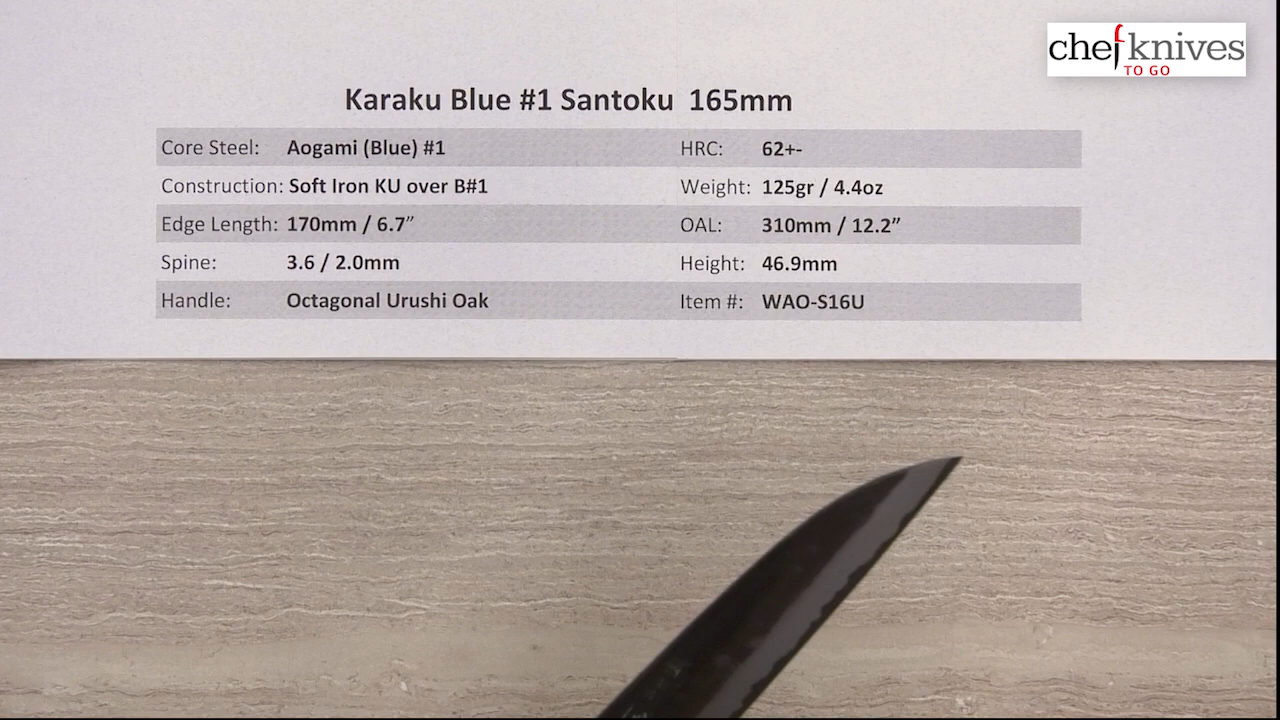 chefknives
TO GO
Karaku Blue #1 Santoku 165mm
Core Steel: Aogami (Blue) #1 HRC: 62+-
Construction: Soft Iron KU over B#1 Weight: 125gr / 4.4oz
Edge Length: 170mm / 6.7” OAL: 310mm / 12.2”
Spine: 3.6 / 2.0mm Height: 46.9mm
Handle: Octagonal Urushi Oak Item #: WAO-S16U